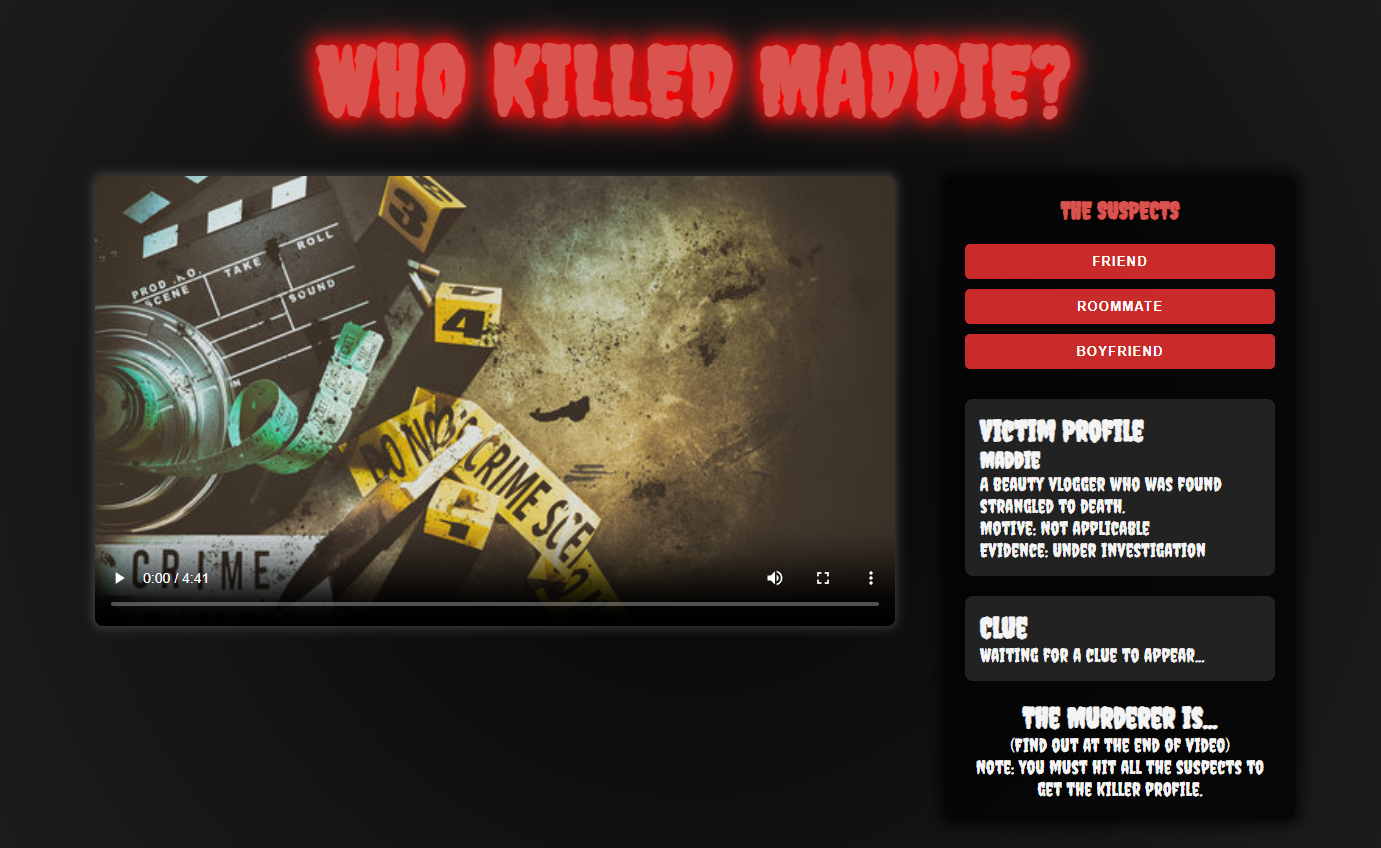 WHO KILLED MADDIE?
PROD.NO.
SCENE
TAKE
ROLL
SOUND
3
4
DO NO
CRIME SCE
1
CRIME
0:00 / 4:41
THE SUSPECTS
FRIEND
ROOMMATE
BOYFRIEND
VICTIM PROFILE
MADDIE
A BEAUTY VLOGGER WHO WAS FOUND
STRANGLED TO DEATH.
MOTIVE: NOT APPLICABLE
EVIDENCE: UNDER INVESTIGATION
CLUE
WAITING FOR A CLUE TO APPEAR...
THE MURDERER IS...
(FIND OUT AT THE END OF VIDEO)
NOTE: YOU MUST HIT ALL THE SUSPECTS TO
GET THE KILLER PROFILE.